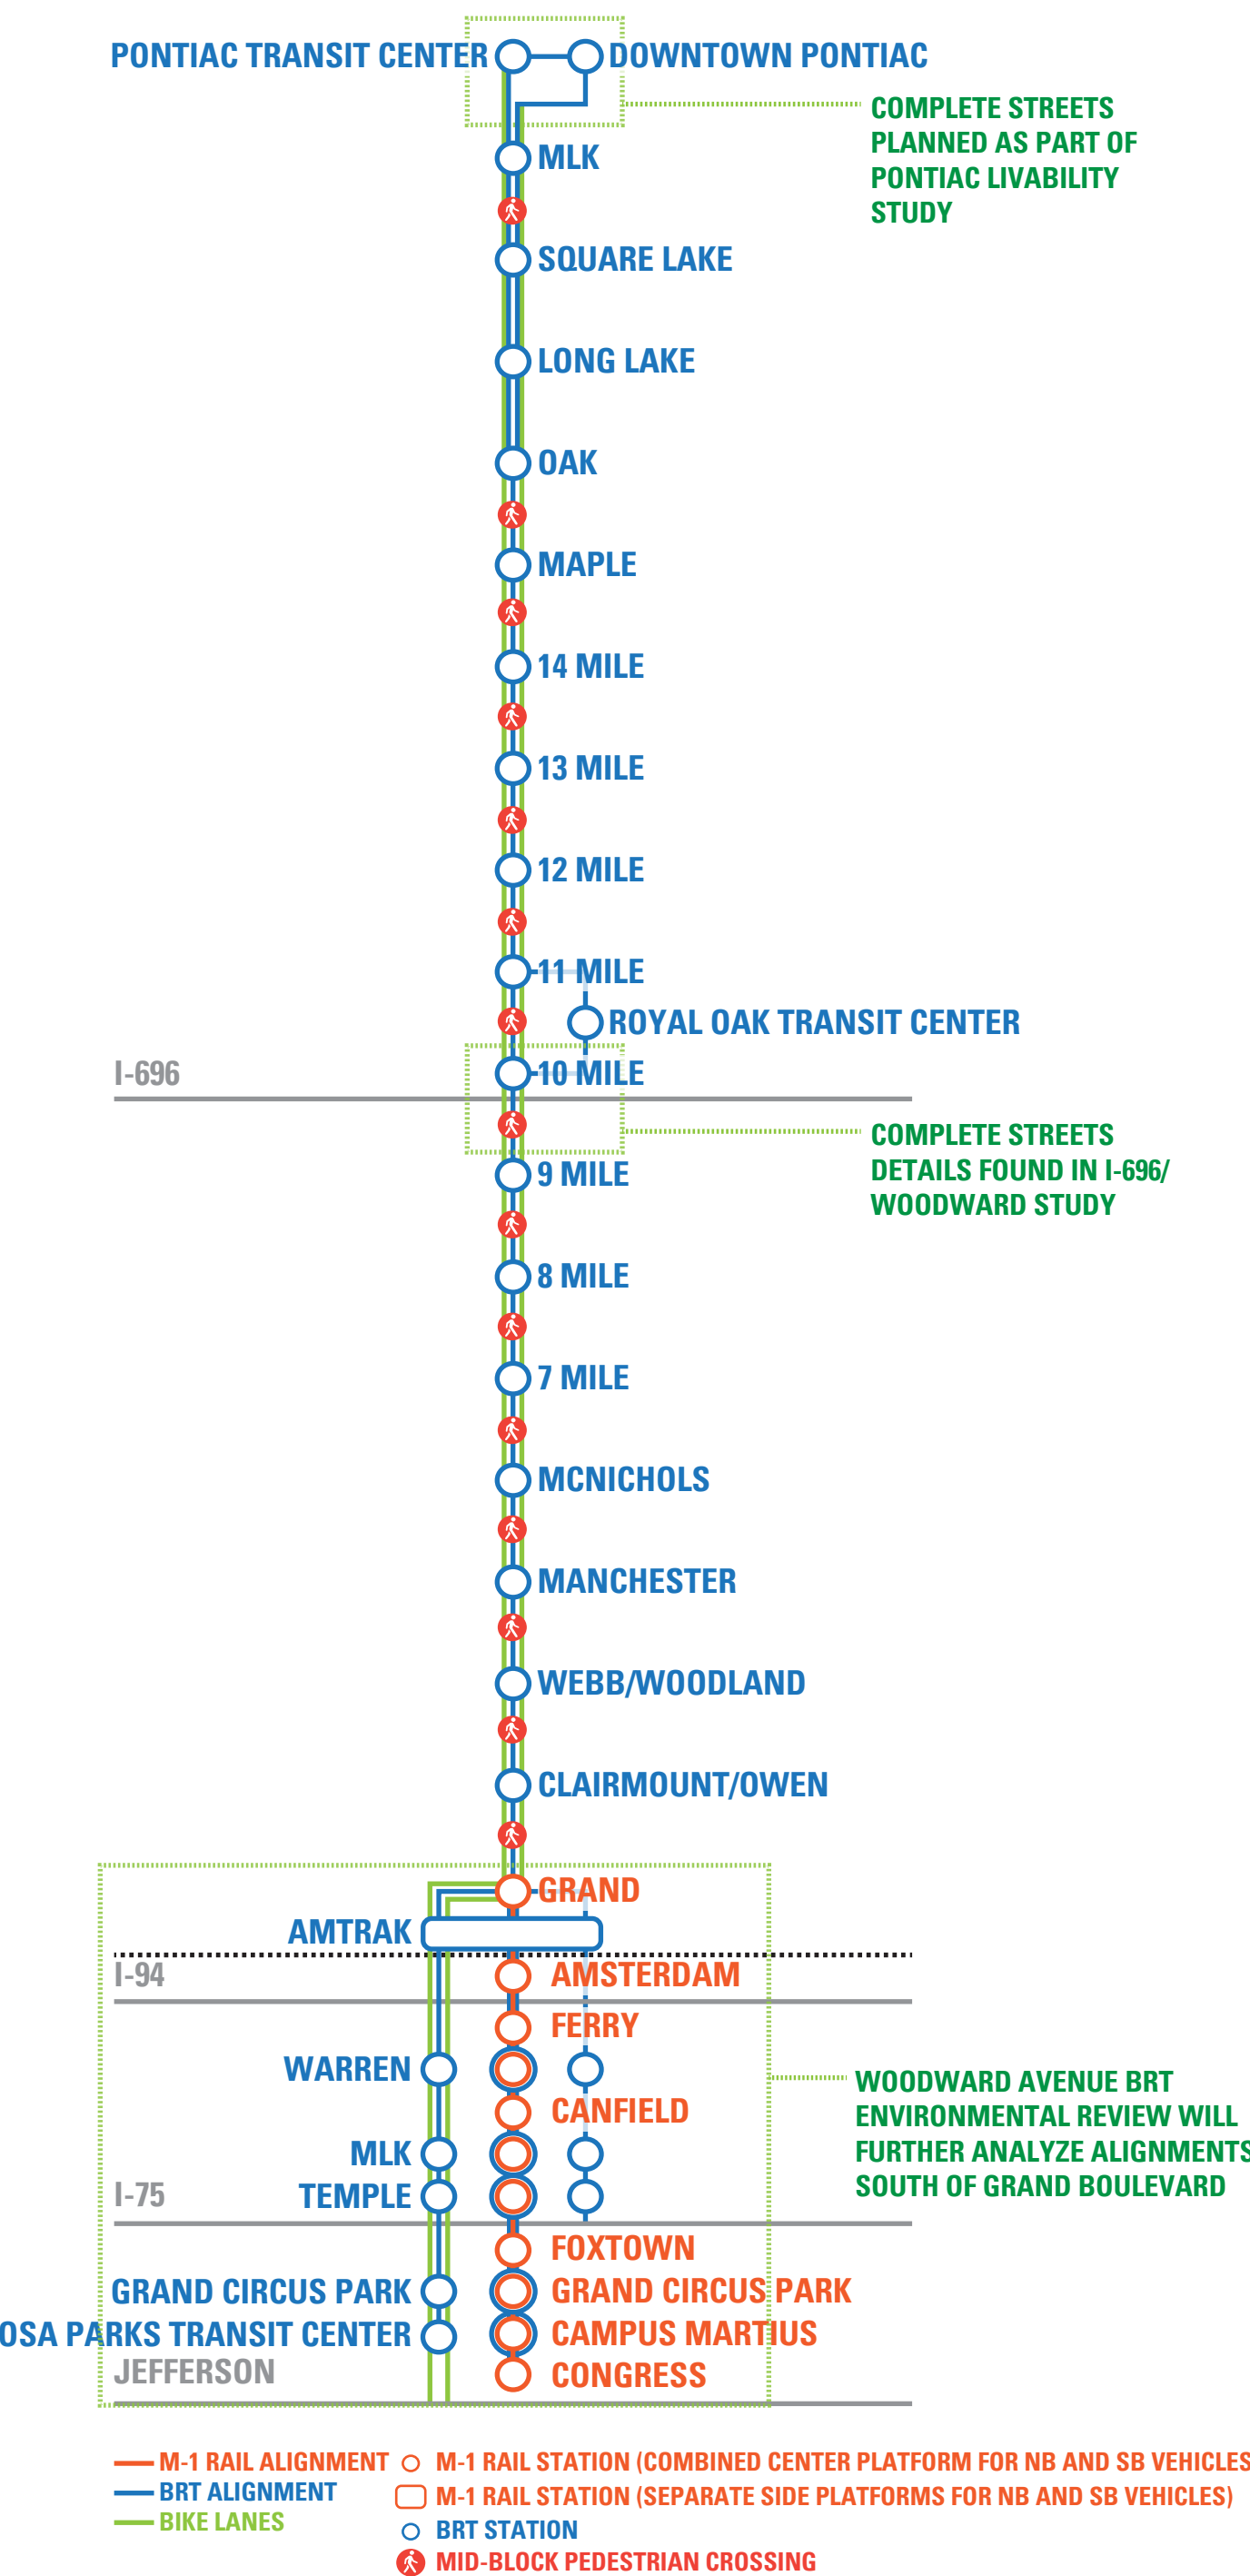 PONTIAC TRANSIT CENTER
DOWNTOWN PONTIAC
COMPLETE STREETS
PLANNED AS PART OF
PONTIAC LIVABILITY
STUDY
MLK
SQUARE LAKE
LONG LAKE
OAK
MAPLE
14 MILE
13 MILE
12 MILE
11 MILE
ROYAL OAK TRANSIT CENTER
I-696
10 MILE
COMPLETE STREETS
DETAILS FOUND IN I-696/
WOODWARD STUDY
9 MILE
8 MILE
7 MILE
MCNICHOLS
MANCHESTER
WEBB/WOODLAND
CLAIRMOUNT/OWEN
GRAND
AMTRAK
I-94
AMSTERDAM
FERRY
WARREN
CANFIELD
WOODWARD AVENUE BRT
ENVIRONMENTAL REVIEW WILL
FURTHER ANALYZE ALIGNMENTS
SOUTH OF GRAND BOULEVARD
MLK
I-75
TEMPLE
FOXTOWN
GRAND CIRCUS PARK
GRAND CIRCUS PARK
OSA PARKS TRANSIT CENTER
CAMPUS MARTIUS
JEFFERSON
CONGRESS
M-1 RAIL ALIGNMENT
BRT ALIGNMENT
BIKE LANES
M-1 RAIL STATION (COMBINED CENTER PLATFORM FOR NB AND SB VEHICLES
M-1 RAIL STATION (SEPARATE SIDE PLATFORMS FOR NB AND SB VEHICLES)
BRT STATION
MID-BLOCK PEDESTRIAN CROSSING